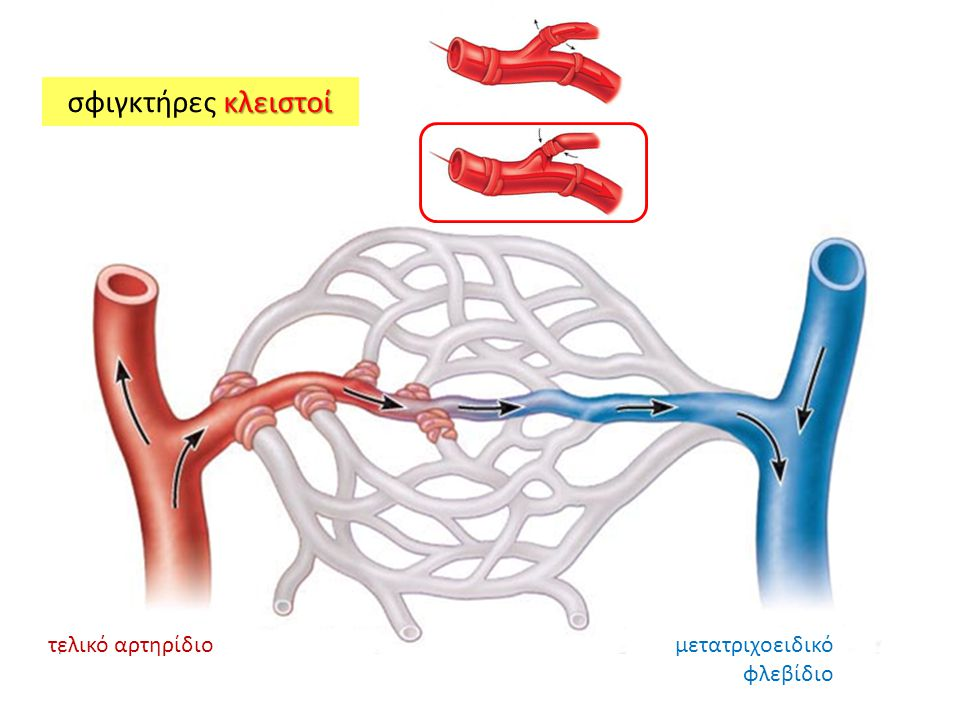 σφιγκτήρες κλειστοί
τελικό αρτηρίδιο
μετατριχοειδικό
φλεβίδιο